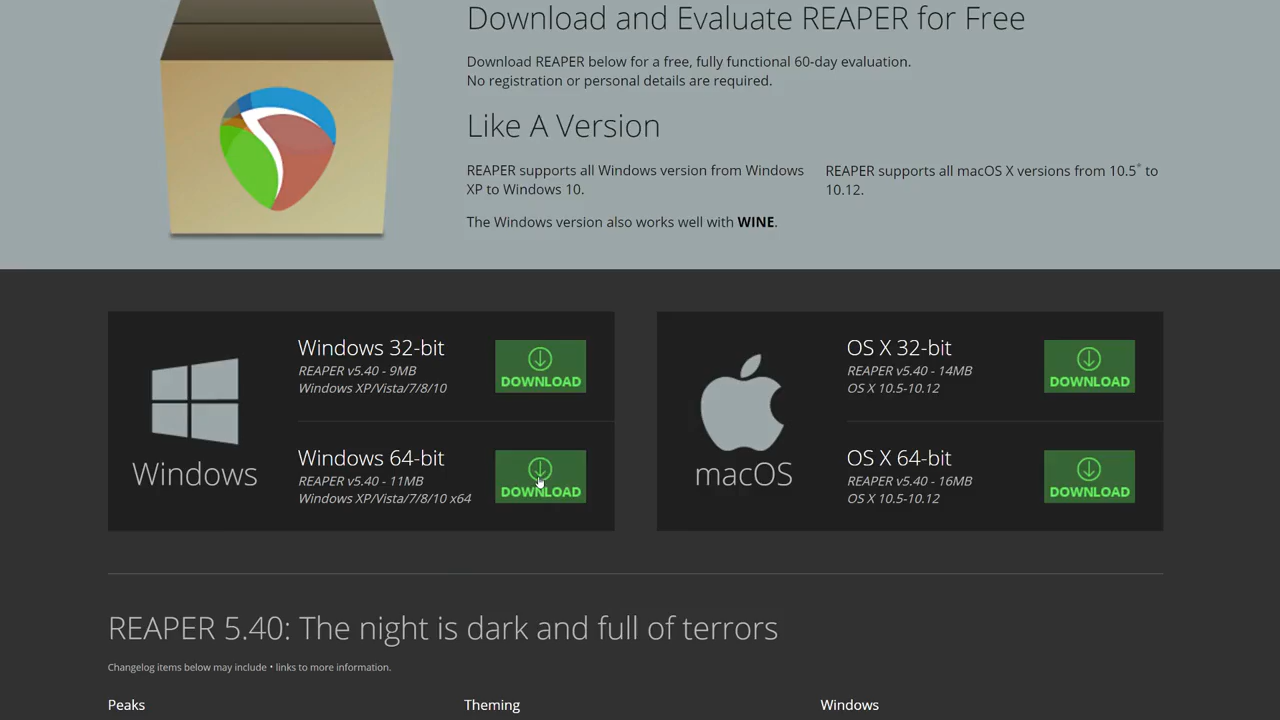 Download and Evaluate REAPER for Free
Download REAPER below for a free, fully functional 60-day evaluation.
No registration or personal details are required.
Like A Version
REAPER supports all Windows version from Windows
XP to Windows 10.
The Windows version also works well with WINE.
REAPER supports all macOS X versions from 10.5* to
10.12.
Windows
Windows 32-bit
REAPER v5.40 - 9MB
Windows XP/Vista/7/8/10
DOWNLOAD
Windows 64-bit
REAPER v5.40 - 11MB
Windows XP/Vista/7/8/10 x64
DOWNLOAD
macOS
OS X 32-bit
REAPER v5.40 - 14MB
OS X 10.5-10.12
DOWNLOAD
OS X 64-bit
REAPER v5.40 - 16MB
OS X 10.5-10.12
DOWNLOAD
REAPER 5.40: The night is dark and full of terrors
Changelog items below may include • links to more information.
Peaks
Theming
Windows